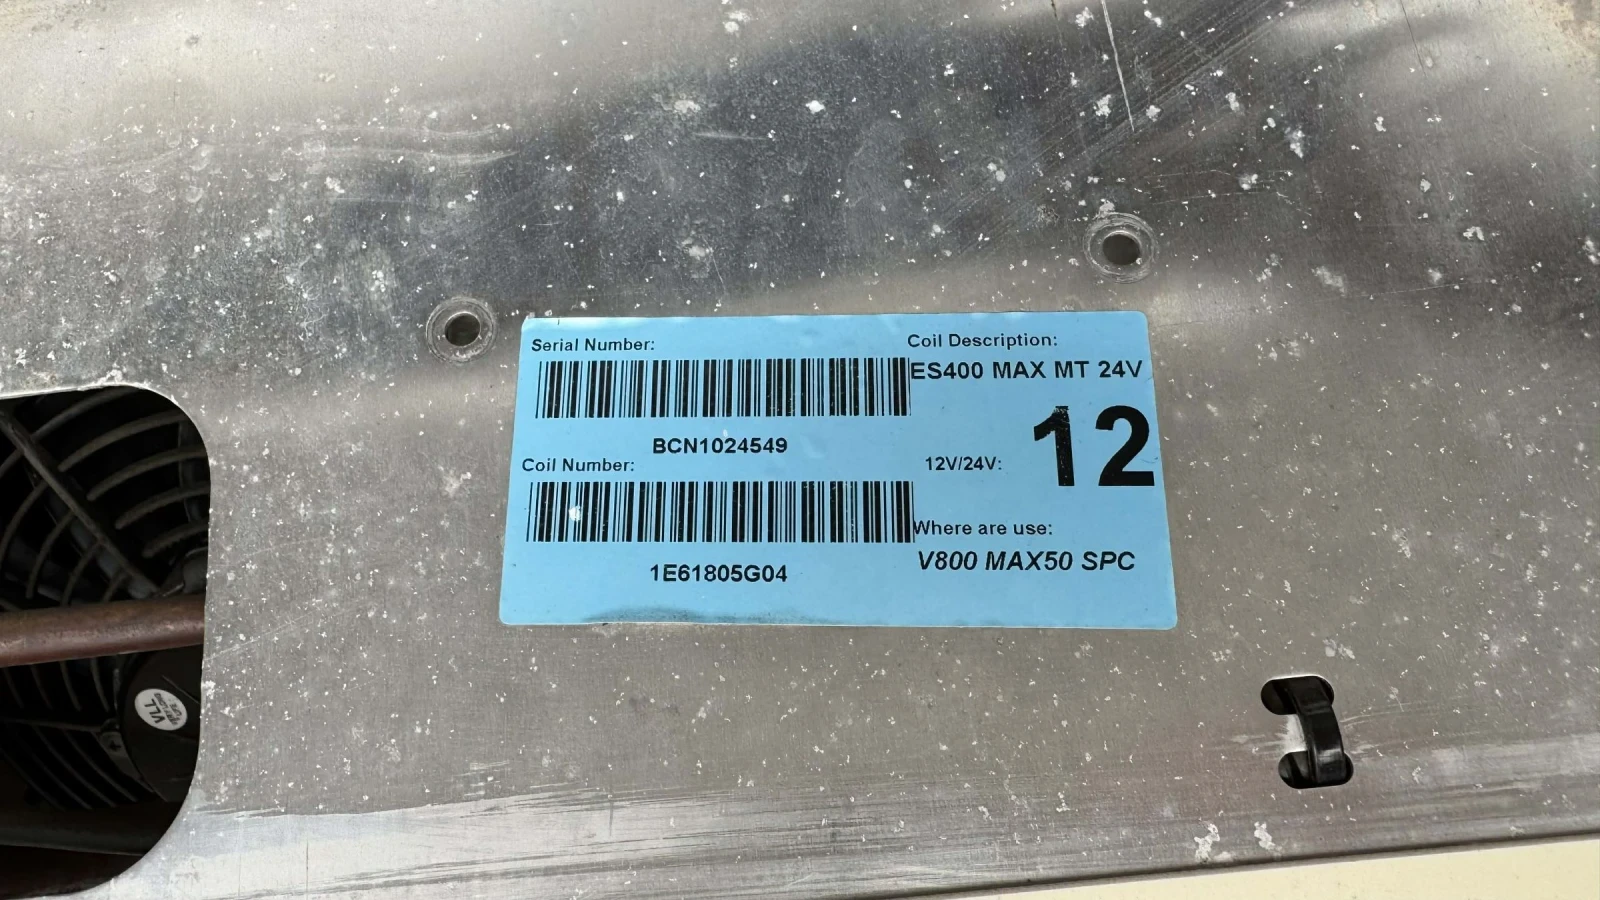 Serial Number:
BCN1024549
Coil Number:
1E61805G04
Coil Description:
ES400 MAX MT 24V
12V/24V: 12
Where are use:
V800 MAX50 SPC
VLL